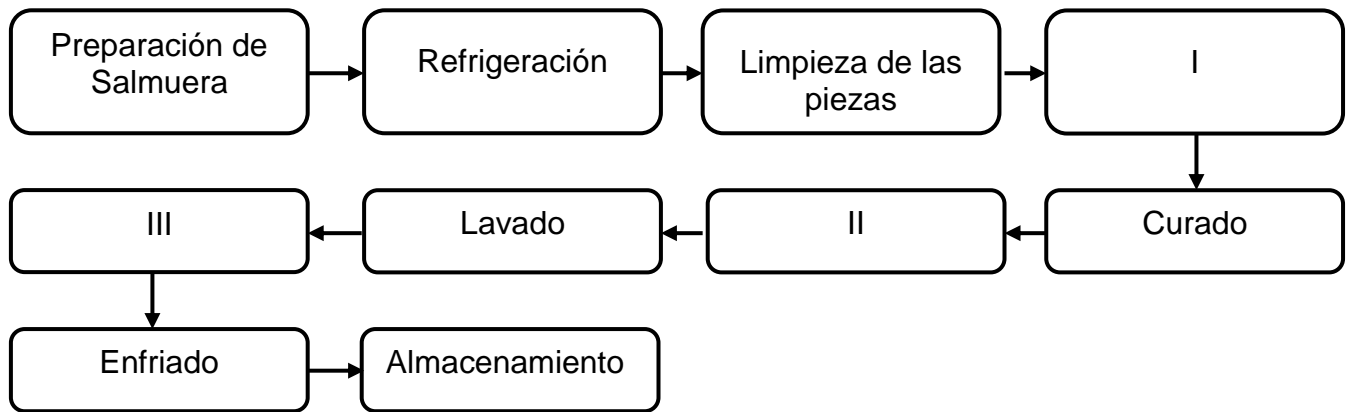 Preparación de
Salmuera
Refrigeración
Limpieza de las
piezas
I
III
Lavado
II
Curado
Enfriado
Almacenamiento